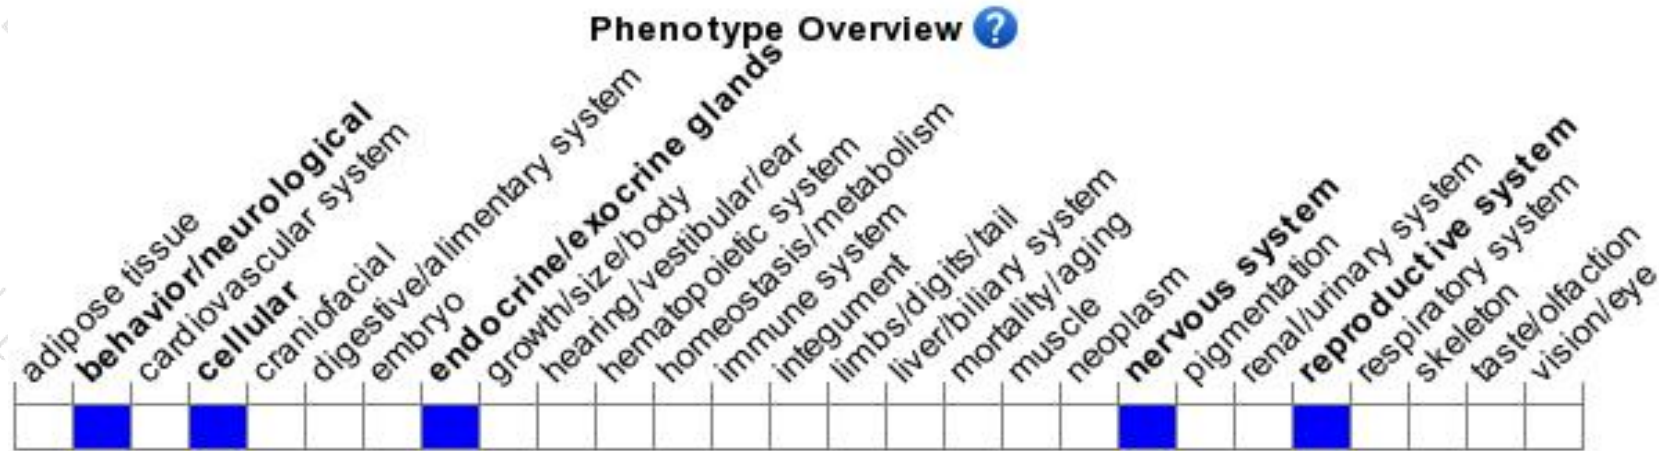 Phenotype Overview ?
adipose tissue
behavior/neurological
cardiovascular system
cellular
craniofacial
digestive/alimentary system
embryo
endocrine/exocrine glands
growth/size/body
hearing/vestibular/ear
hematopoietic system
homeostasis/metabolism
immune system
integument
limbs/digits/tail
liver/biliary system
mortality/aging
muscle
neoplasm
nervous system
pigmentation
renal/urinary system
reproductive system
respiratory system
skeleton
taste/olfaction
vision/eye